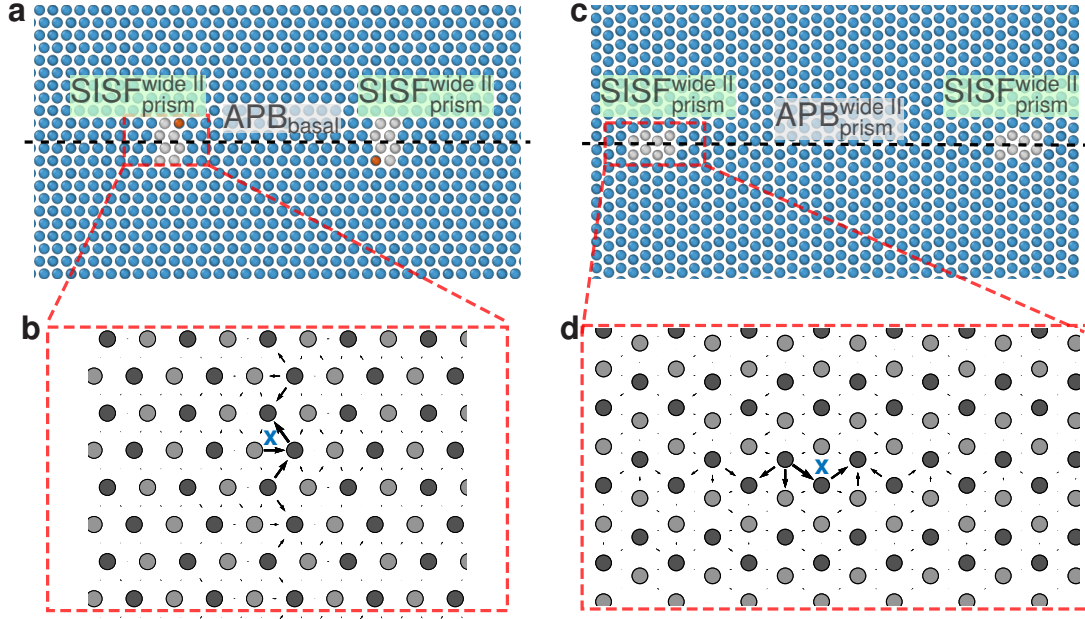 a
SISF wide II prism
APB basal
SISF wide II prism
b
x
c
SISF wide II prism
APB wide II prism
SISF wide II prism
d
x